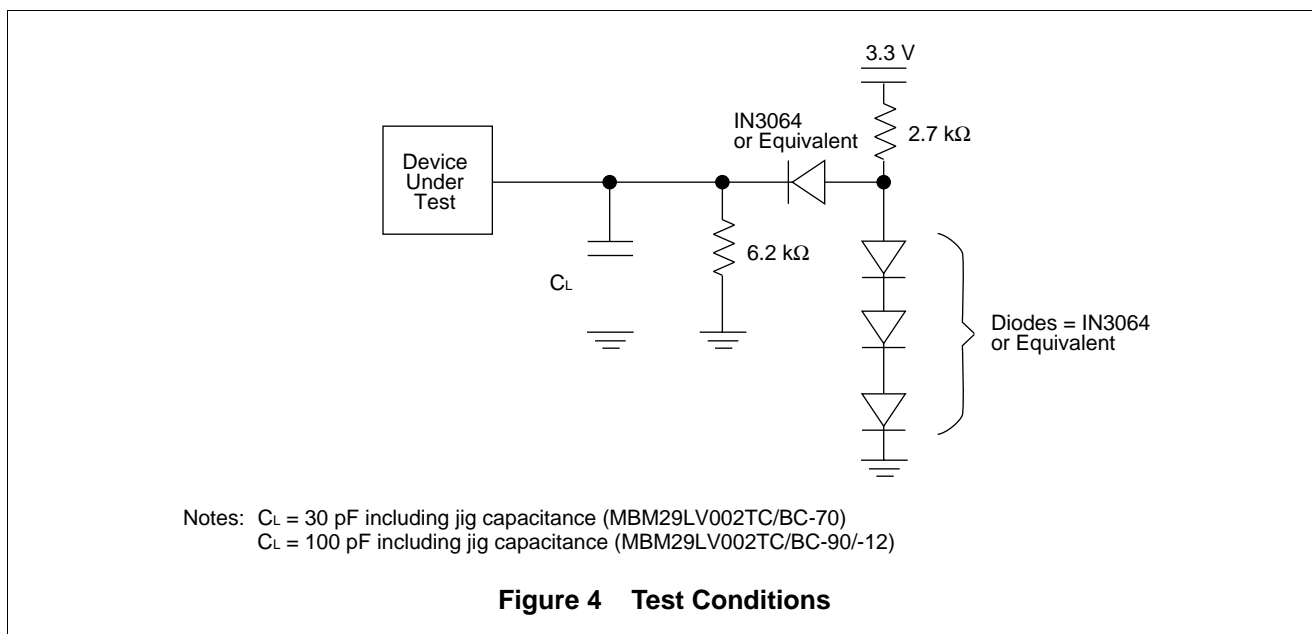 3.3 V
2.7 kΩ
IN3064
or Equivalent
Device
Under
Test
6.2 kΩ
CL
Diodes = IN3064
or Equivalent
Notes: CL = 30 pF including jig capacitance (MBM29LV002TC/BC-70)
CL = 100 pF including jig capacitance (MBM29LV002TC/BC-90/-12)
Figure 4 Test Conditions